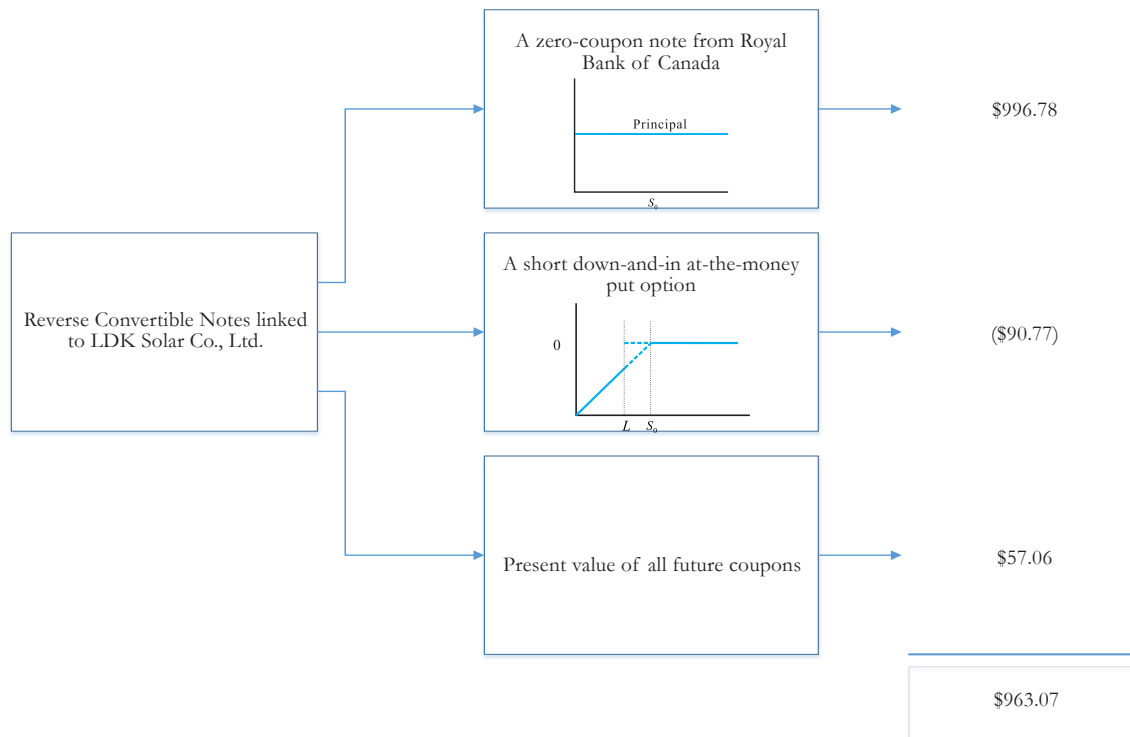 A zero-coupon note from Royal
Bank of Canada
Principal
S₀
$996.78
Reverse Convertible Notes linked
to LDK Solar Co., Ltd.
A short down-and-in at-the-money
put option
0
L S₀
($90.77)
Present value of all future coupons
$57.06
$963.07